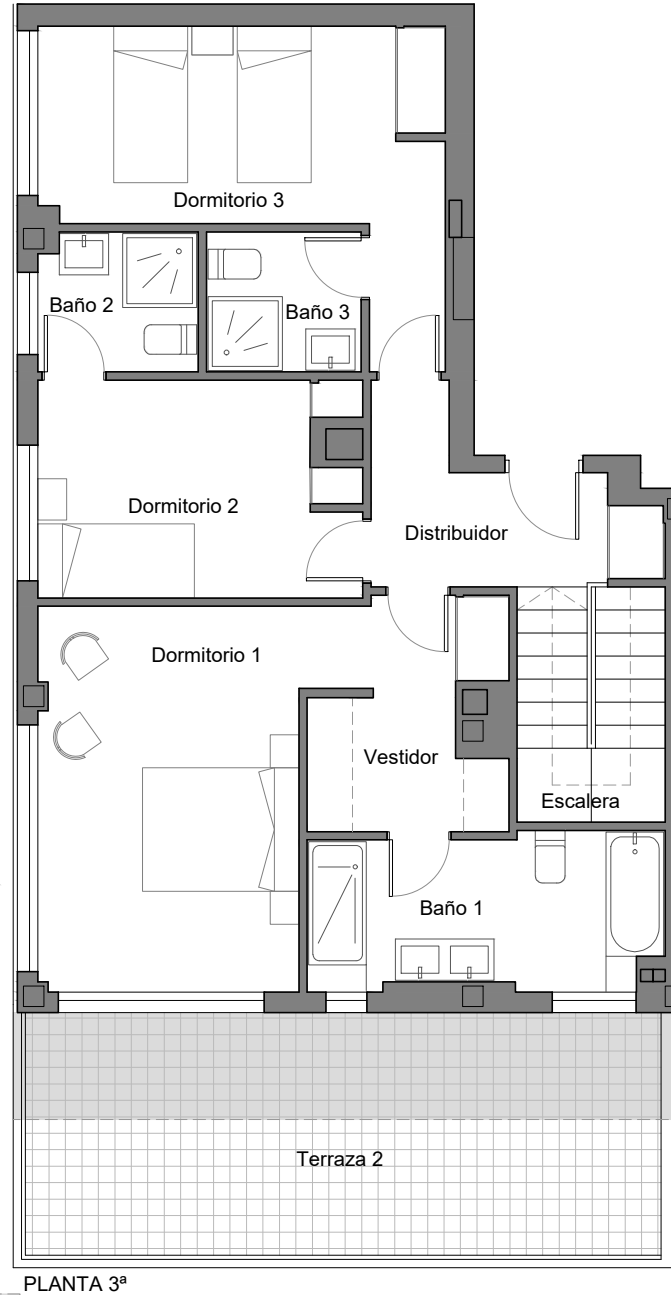 Dormitorio 3
Baño 2
Baño 3
Dormitorio 2
Distribuidor
Dormitorio 1
Vestidor
Escalera
Baño 1
Terraza 2
PLANTA 3ª